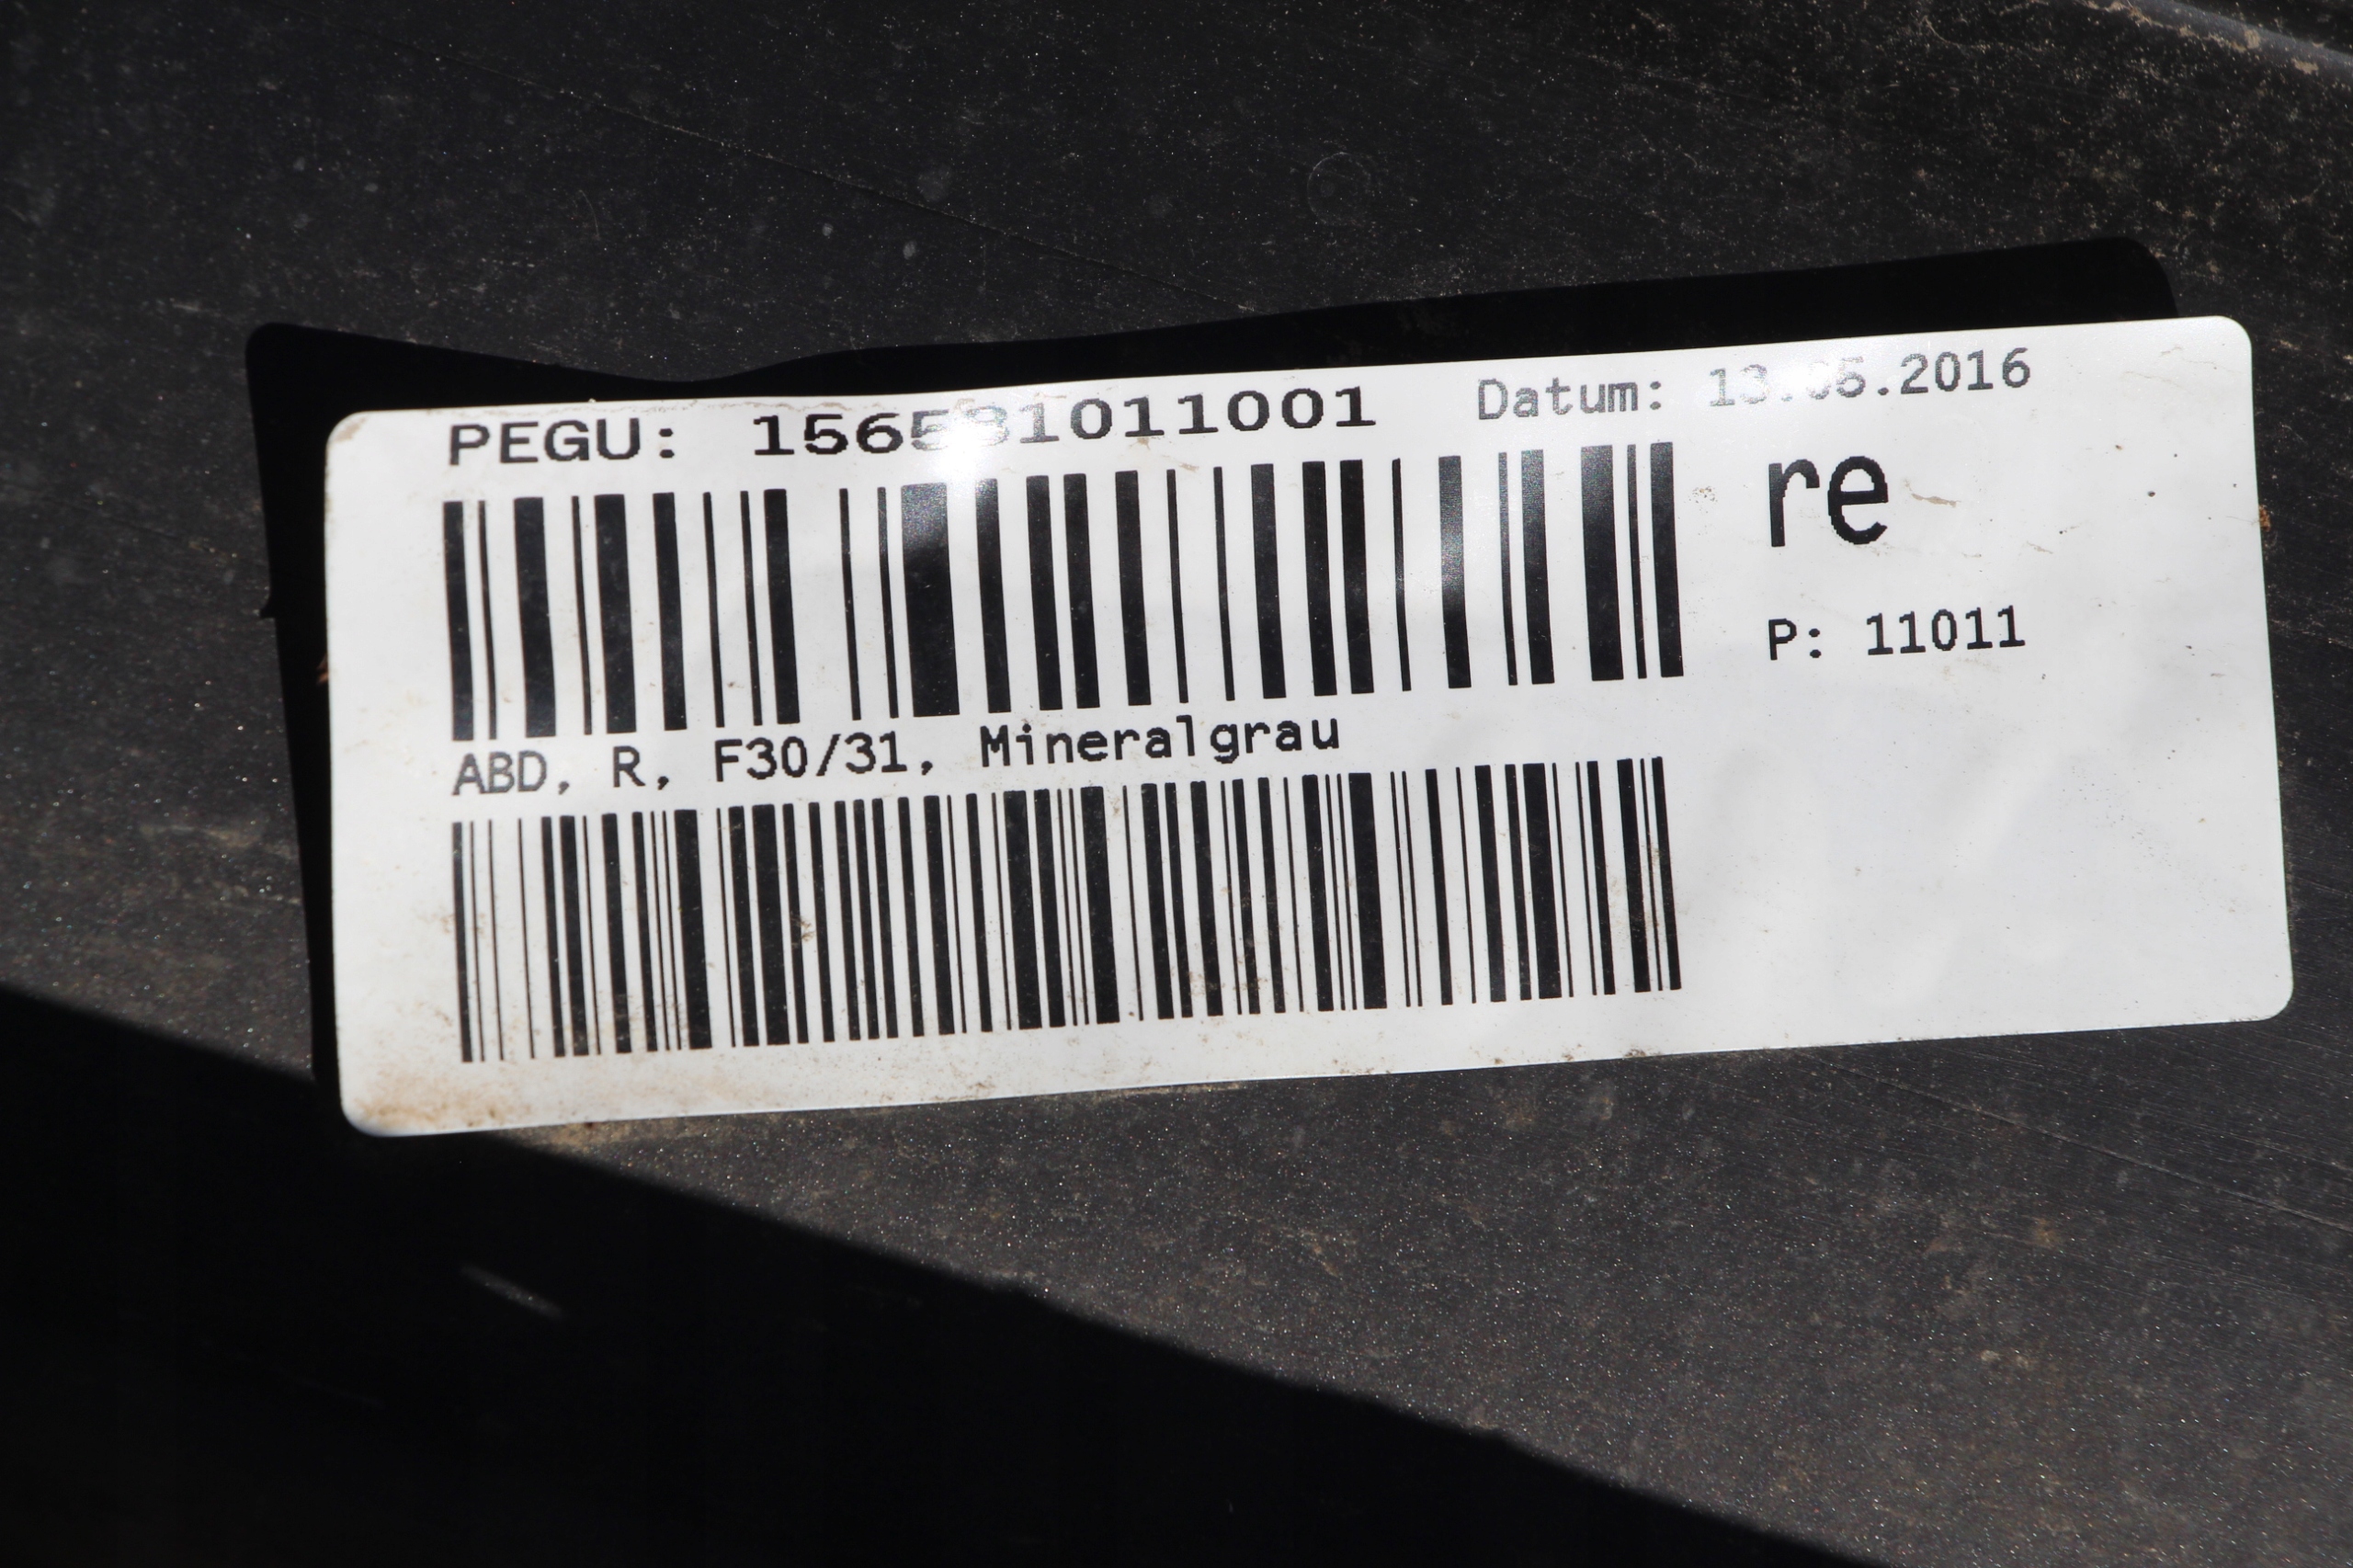 PEGU:
Datum:
re
P: 11011
ABD, R, F30/31, Mineralgrau